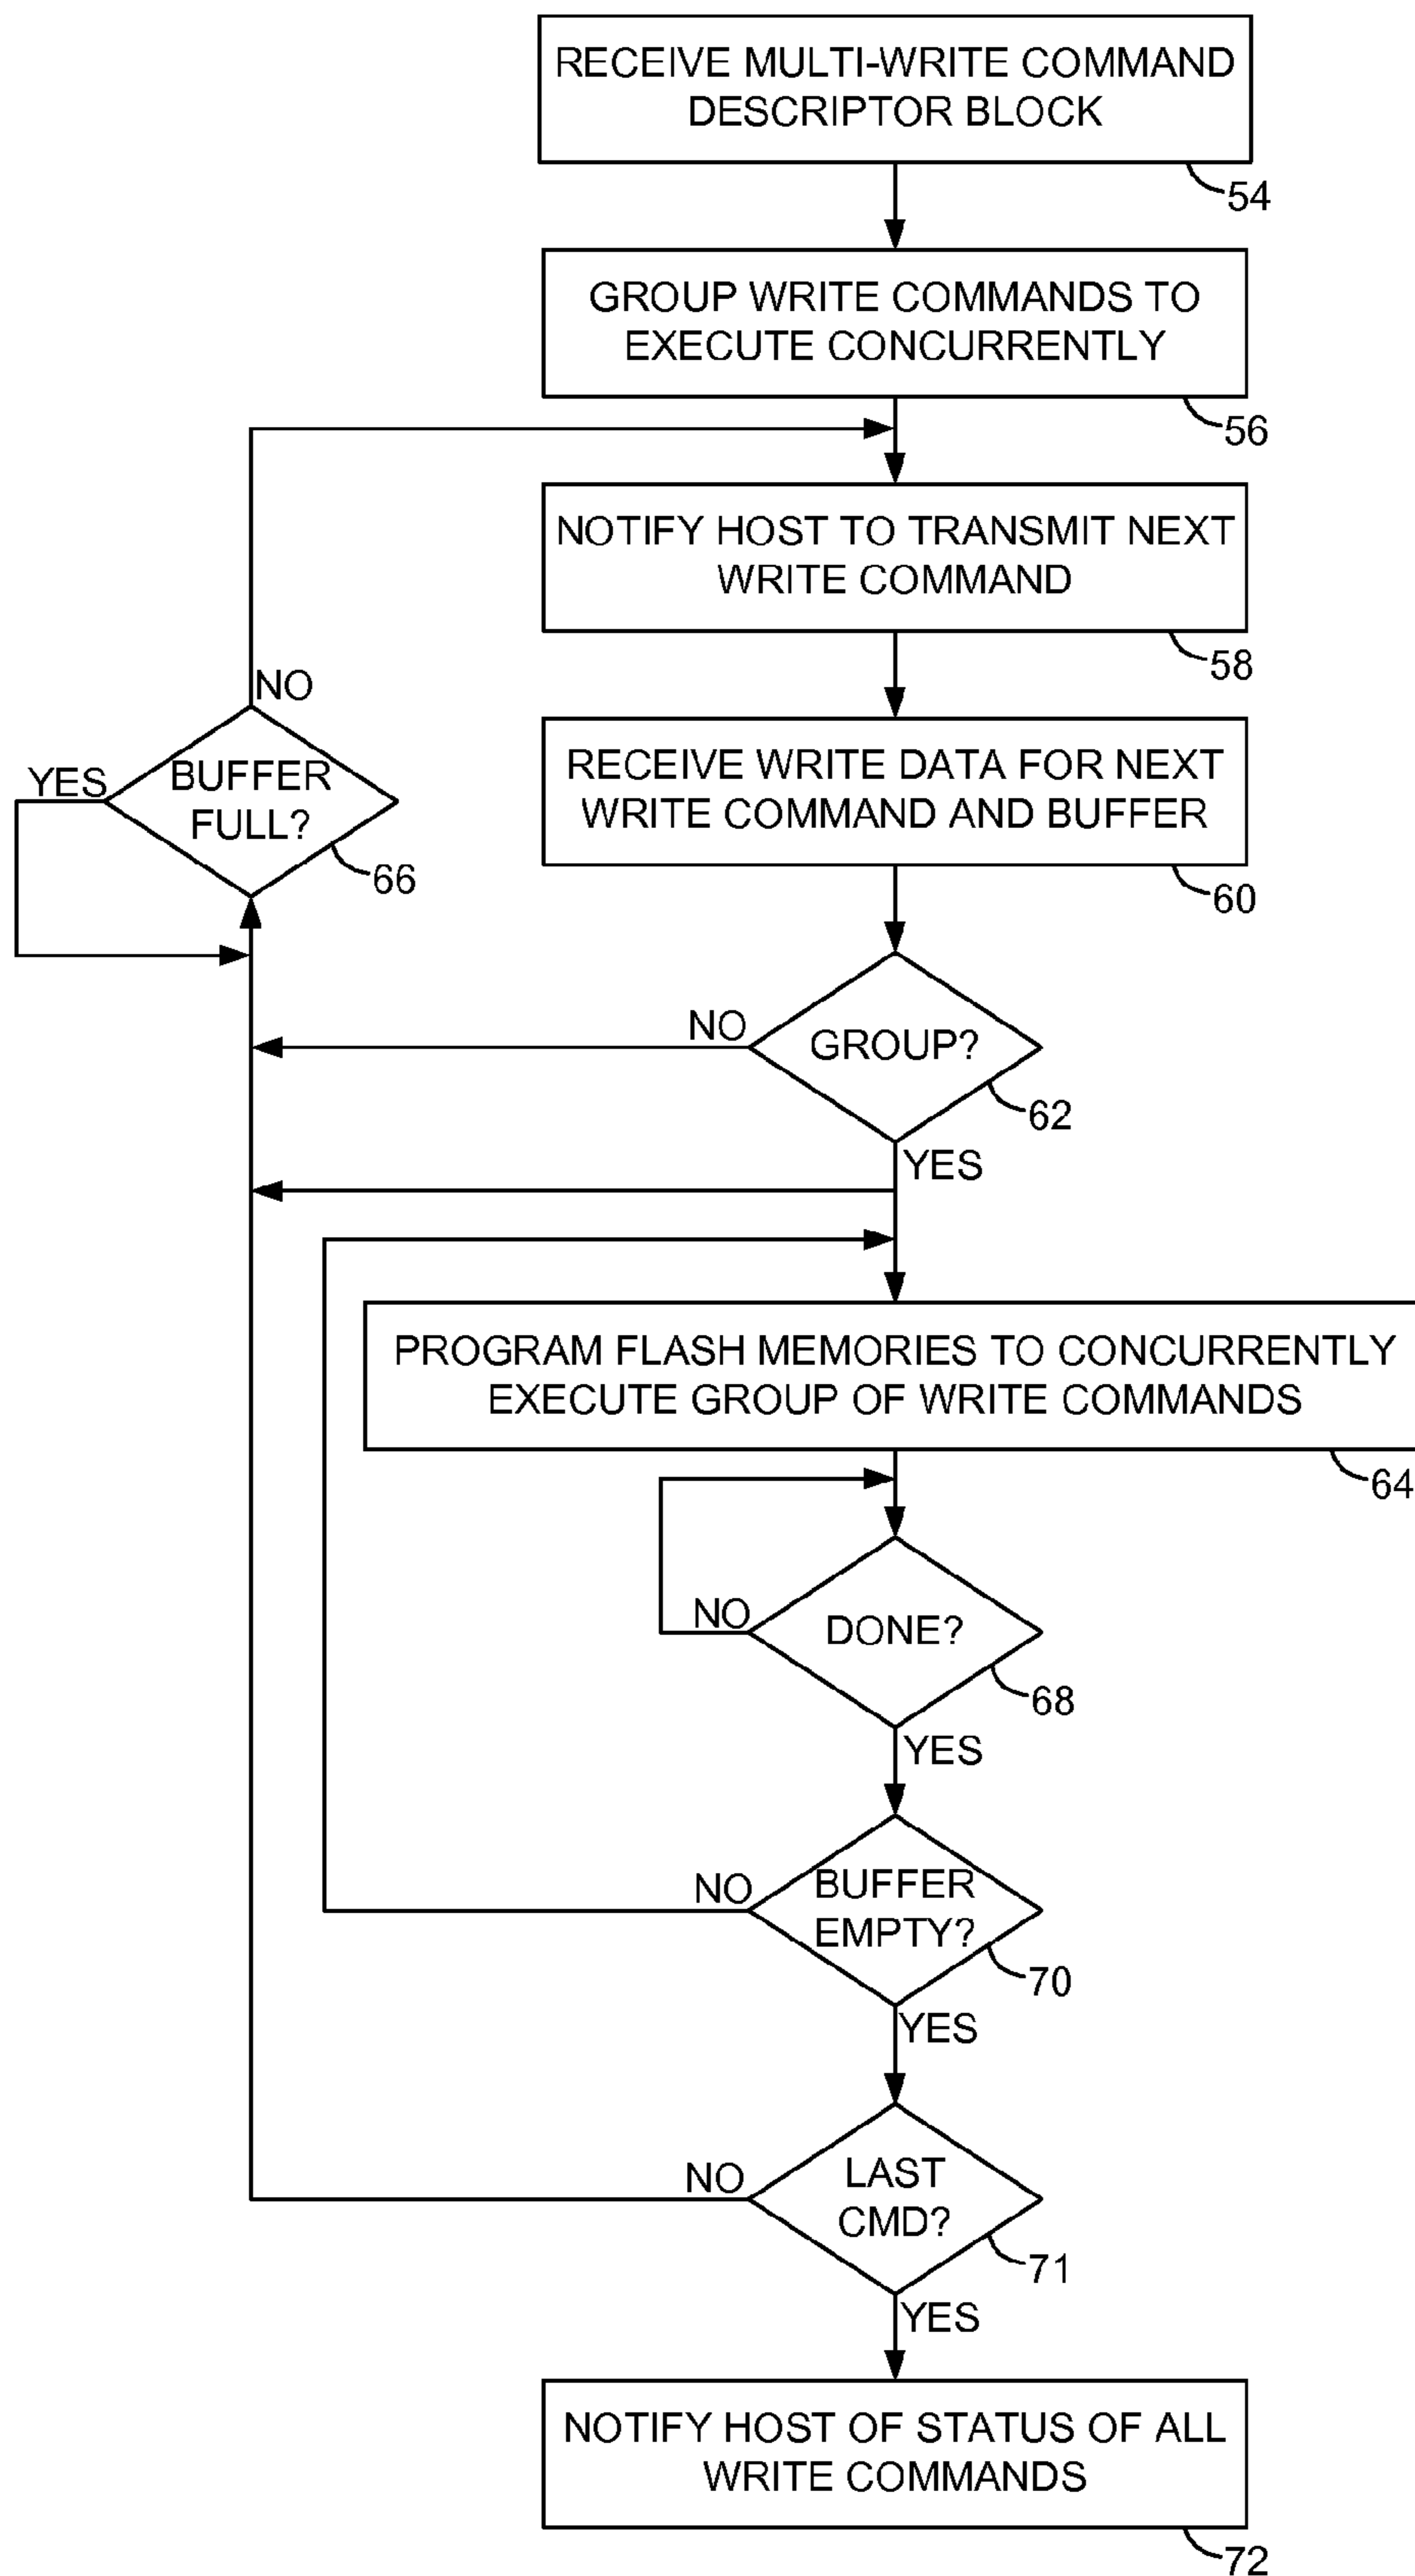 RECEIVE MULTI-WRITE COMMAND
DESCRIPTOR BLOCK
54
GROUP WRITE COMMANDS TO
EXECUTE CONCURRENTLY
56
NOTIFY HOST TO TRANSMIT NEXT
WRITE COMMAND
58
NO
YES
BUFFER
FULL?
66
RECEIVE WRITE DATA FOR NEXT
WRITE COMMAND AND BUFFER
60
NO
GROUP?
62
YES
PROGRAM FLASH MEMORIES TO CONCURRENTLY
EXECUTE GROUP OF WRITE COMMANDS
64
NO
DONE?
68
YES
NO
BUFFER
EMPTY?
70
YES
NO
LAST
CMD?
71
YES
NOTIFY HOST OF STATUS OF ALL
WRITE COMMANDS
72